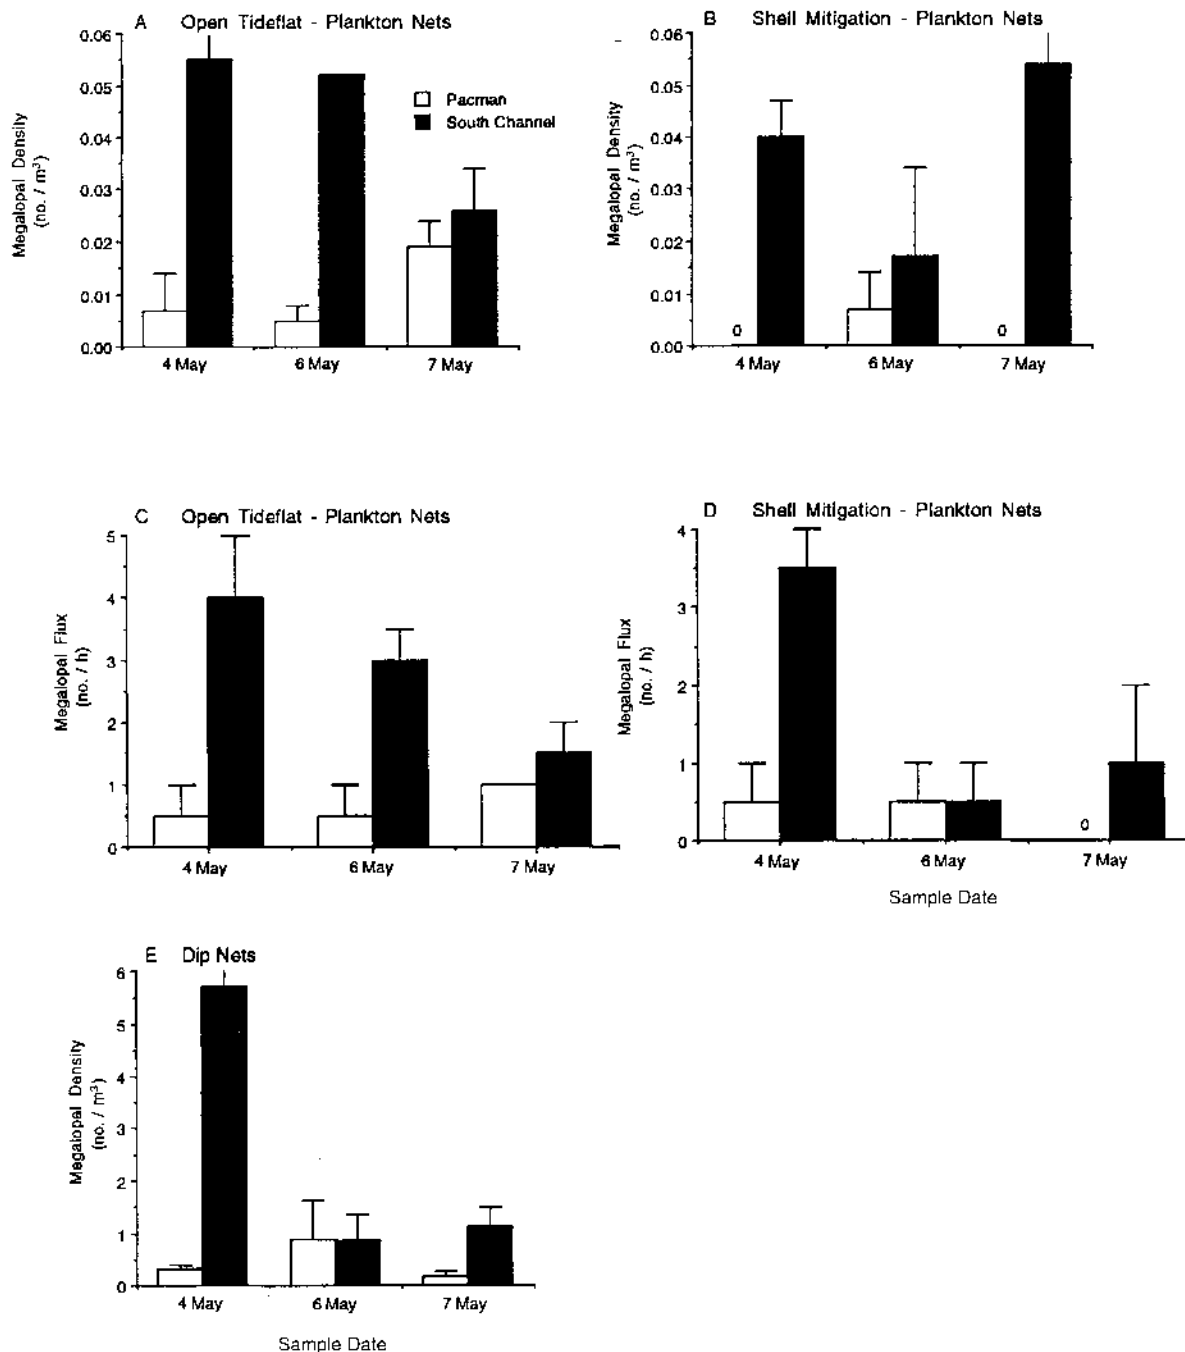 A Open Tideflat - Plankton Nets
0.06
0.05
0.04
0.03
0.02
0.01
0.00
Megalopal Density
(no. / m³)
Pacman
South Channel
4 May
6 May
7 May
B Shell Mitigation - Plankton Nets
0.06
0.05
0.04
0.03
0.02
0.01
0.00
Megalopal Density
(no. / m³)
0
0
4 May
6 May
7 May
C Open Tideflat - Plankton Nets
5
4
3
2
1
0
Megalopal Flux
(no. / h)
4 May
6 May
7 May
D Shell Mitigation - Plankton Nets
4
3
2
1
0
Megalopal Flux
(no. / h)
0
4 May
6 May
7 May
Sample Date
E Dip Nets
6
5
4
3
2
1
0
Megalopal Density
(no. / m³)
4 May
6 May
7 May
Sample Date